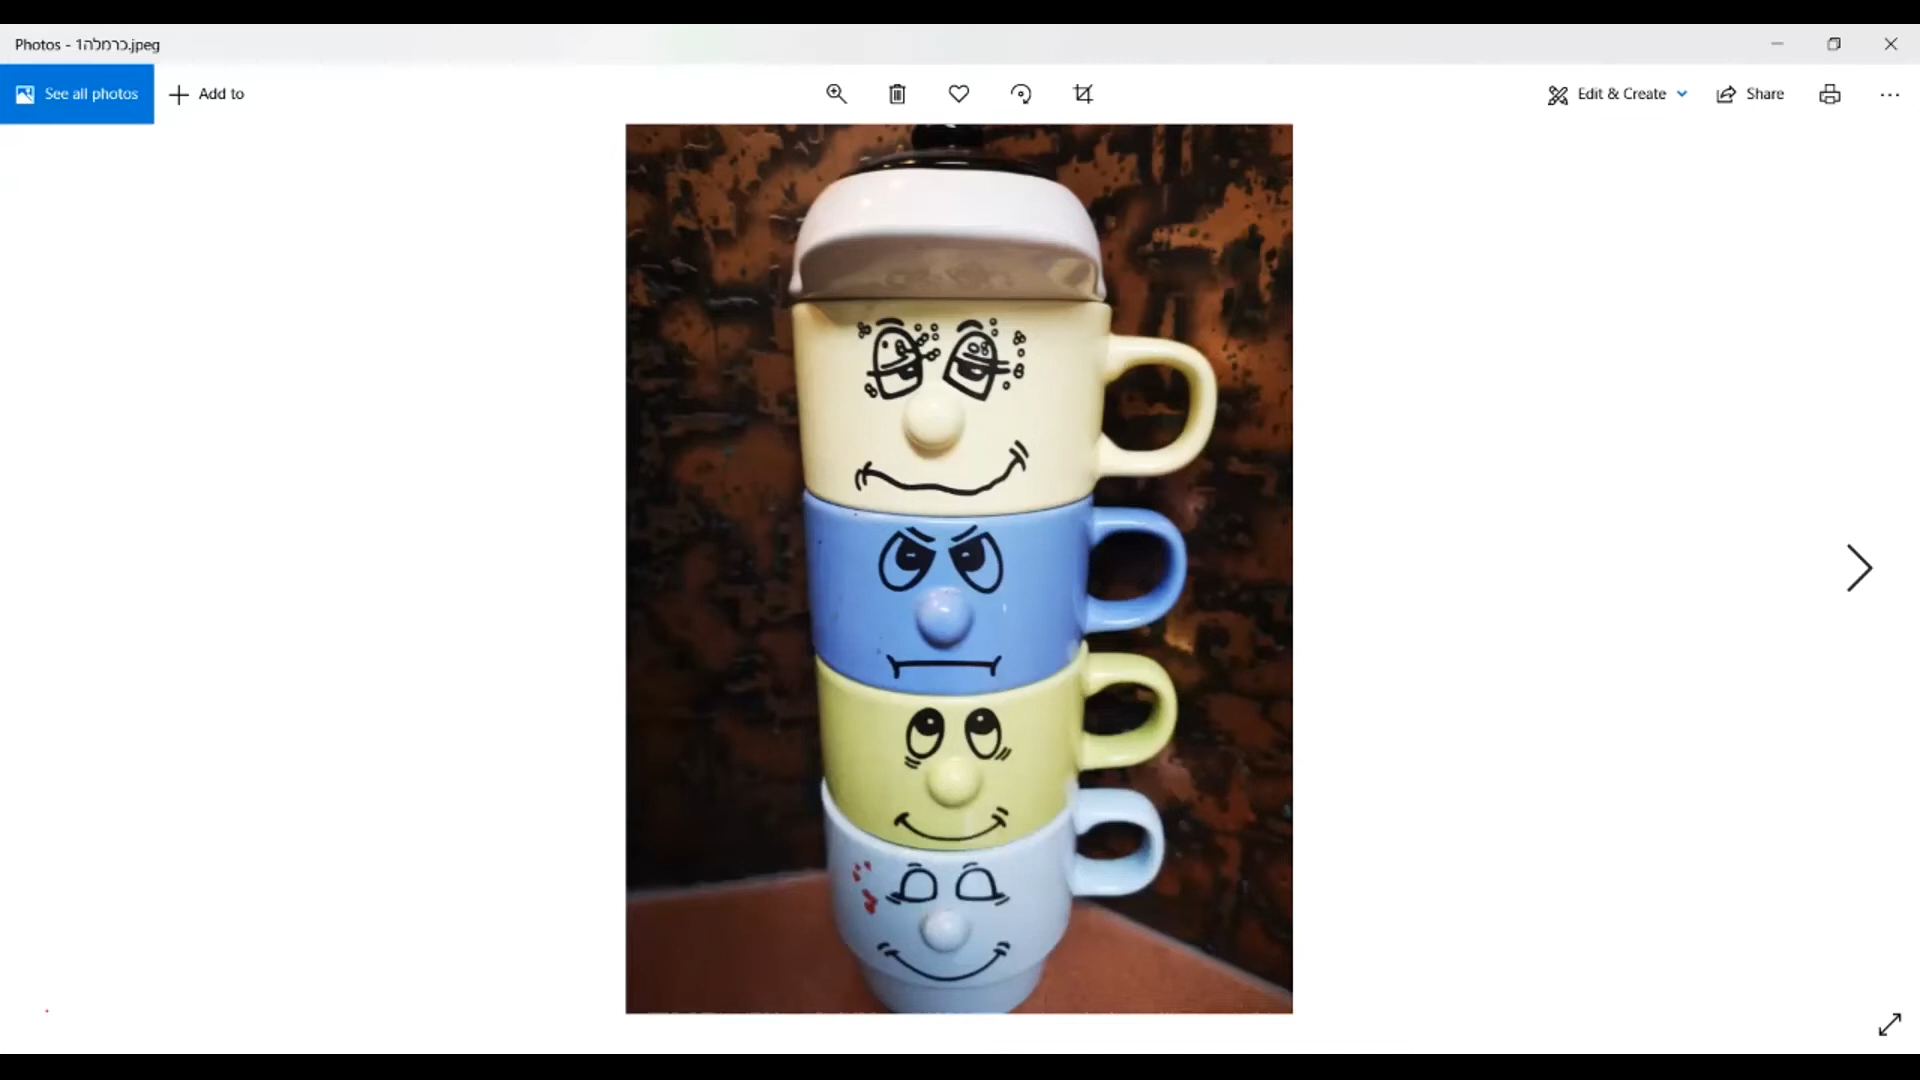 Photos - כרמלה1.jpeg
See all photos
Add to
Edit & Create
Share